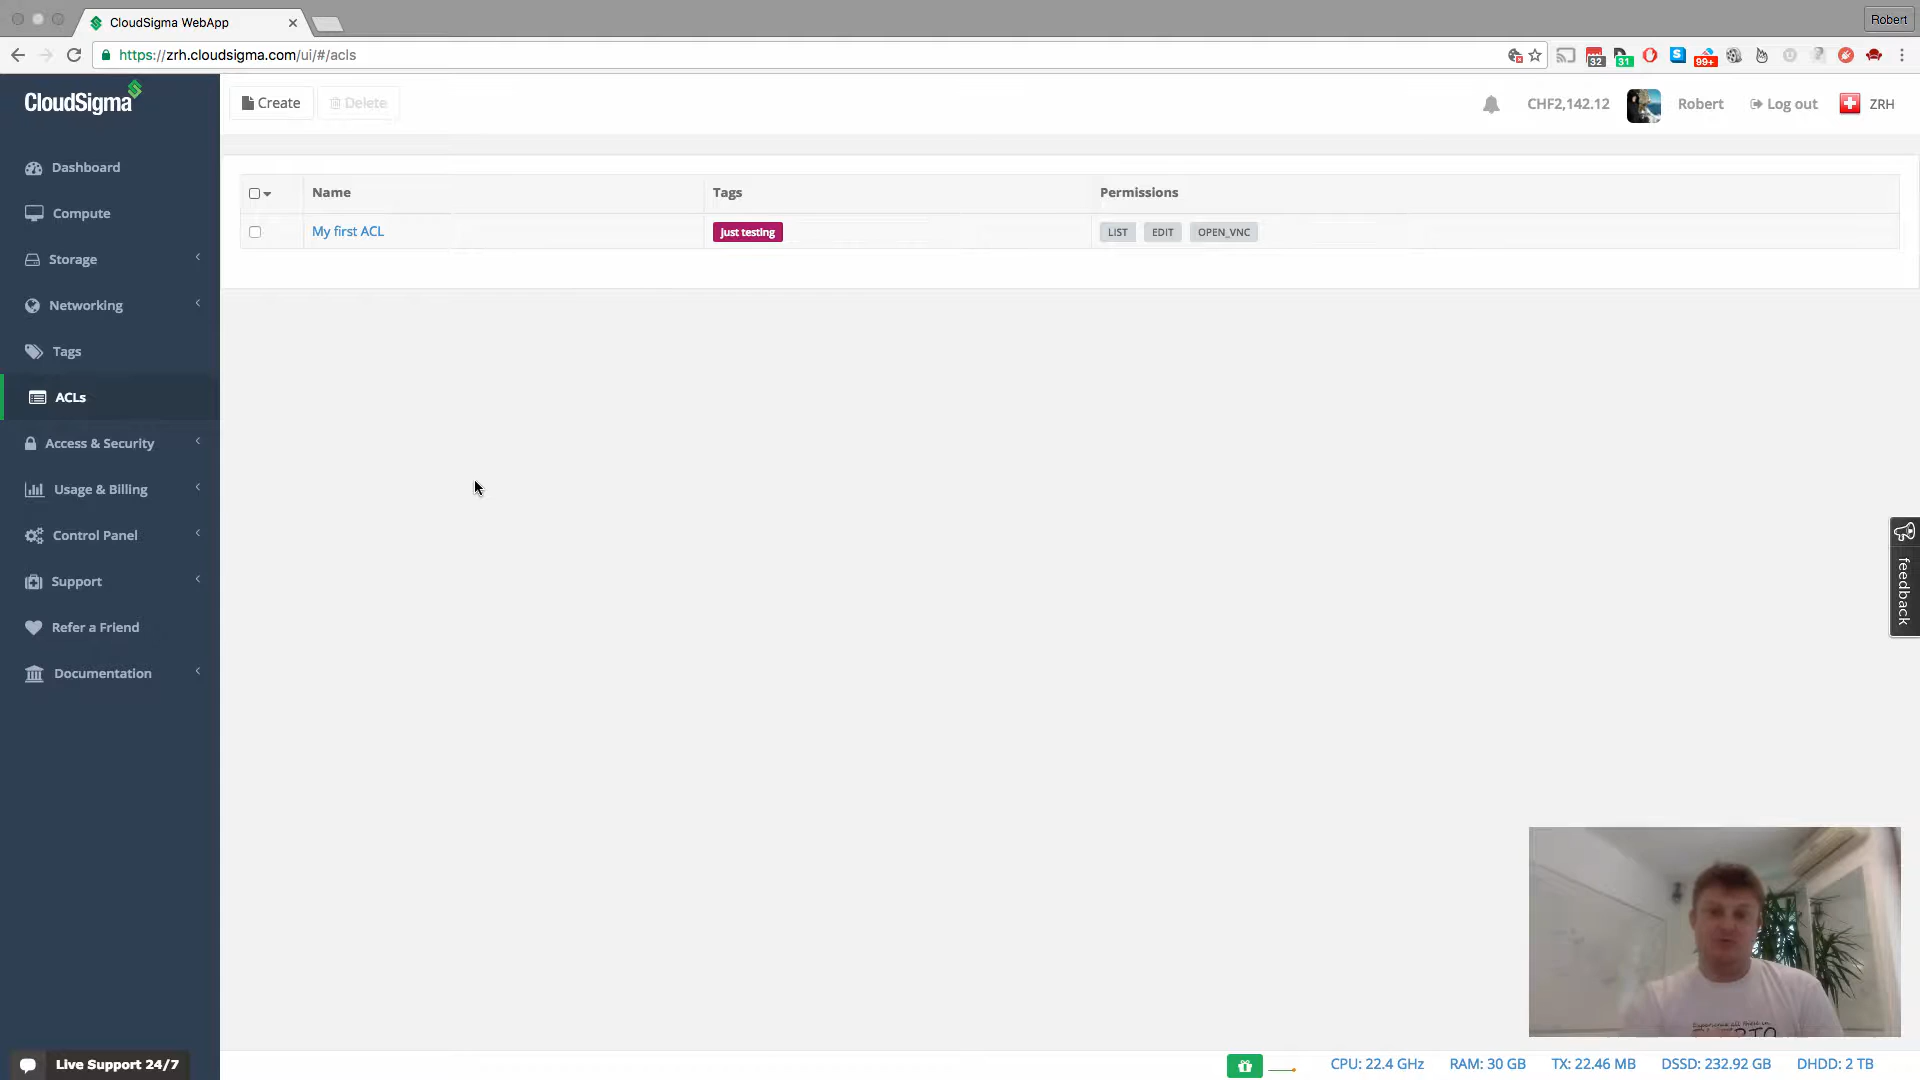 CloudSigma WebApp
Robert
https://zrh.cloudsigma.com/ui/#/acls
32
31
99+
CloudSigma
Create
Delete
CHF2,142.12
Robert
Log out
ZRH
Dashboard
Compute
Storage
Networking
Tags
ACLs
Access & Security
Usage & Billing
Control Panel
Support
Refer a Friend
Documentation
Name
Tags
Permissions
My first ACL
Just testing
LIST
EDIT
OPEN_VNC
feedback
Live Support 24/7
CPU: 22.4 GHz
RAM: 30 GB
TX: 22.46 MB
DSSD: 232.92 GB
DHDD: 2 TB